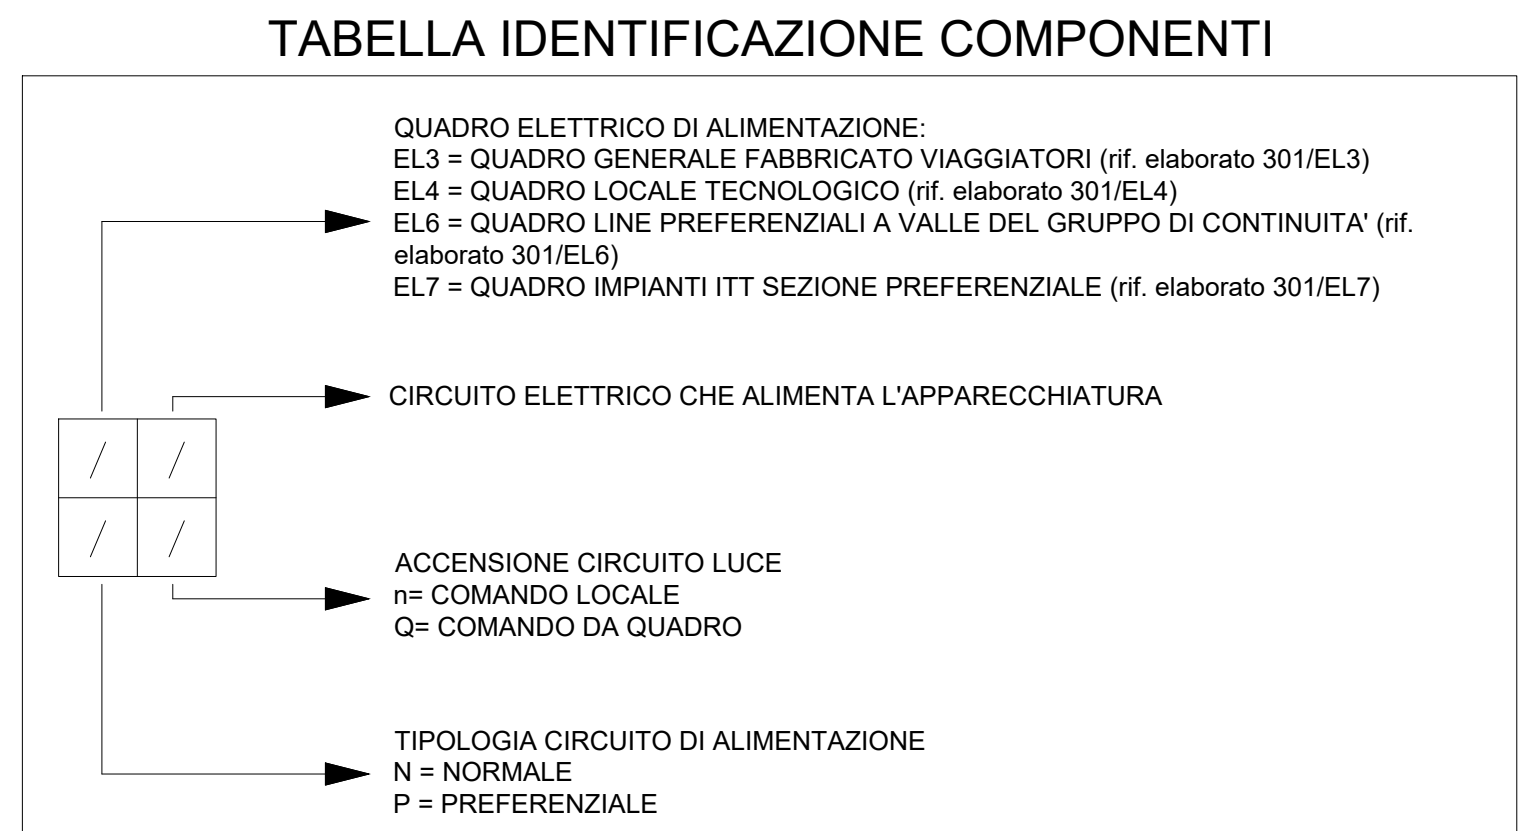 TABELLA IDENTIFICAZIONE COMPONENTI
QUADRO ELETTRICO DI ALIMENTAZIONE:
EL3 = QUADRO GENERALE FABBRICATO VIAGGIATORI (rif. elaborato 301/EL3)
EL4 = QUADRO LOCALE TECNOLOGICO (rif. elaborato 301/EL4)
EL6 = QUADRO LINE PREFERENZIALI A VALLE DEL GRUPPO DI CONTINUITA' (rif.
elaborato 301/EL6)
EL7 = QUADRO IMPIANTI ITT SEZIONE PREFERENZIALE (rif. elaborato 301/EL7)
CIRCUITO ELETTRICO CHE ALIMENTA L'APPARECCHIATURA
/ /
/ /
ACCENSIONE CIRCUITO LUCE
n= COMANDO LOCALE
Q= COMANDO DA QUADRO
TIPOLOGIA CIRCUITO DI ALIMENTAZIONE
N = NORMALE
P = PREFERENZIALE